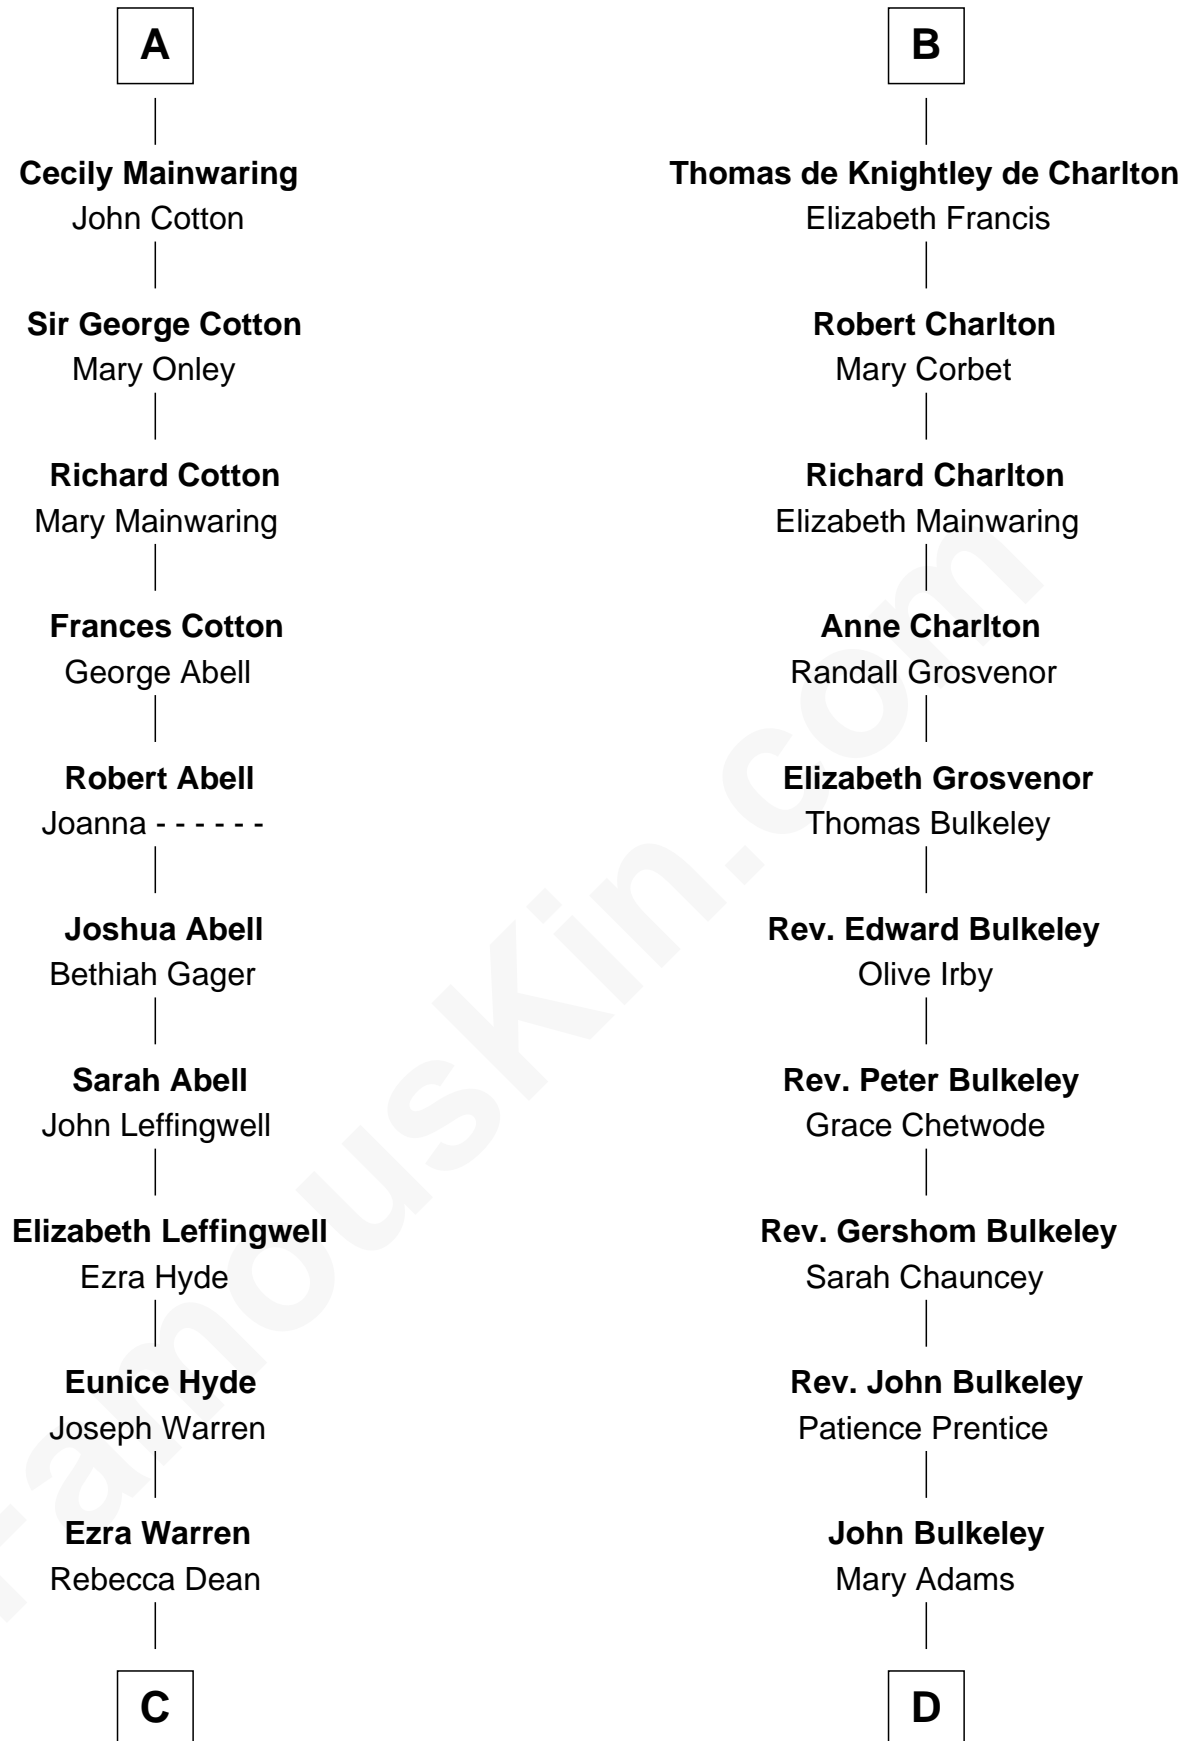 A
Cecily Mainwaring
John Cotton
Sir George Cotton
Mary Onley
Richard Cotton
Mary Mainwaring
Frances Cotton
George Abell
Robert Abell
Joanna - - - - - -
Joshua Abell
Bethiah Gager
Sarah Abell
John Leffingwell
Elizabeth Leffingwell
Ezra Hyde
Eunice Hyde
Joseph Warren
Ezra Warren
Rebecca Dean
C
B
Thomas de Knightley de Charlton
Elizabeth Francis
Robert Charlton
Mary Corbet
Richard Charlton
Elizabeth Mainwaring
Anne Charlton
Randall Grosvenor
Elizabeth Grosvenor
Thomas Bulkeley
Rev. Edward Bulkeley
Olive Irby
Rev. Peter Bulkeley
Grace Chetwode
Rev. Gershom Bulkeley
Sarah Chauncey
Rev. John Bulkeley
Patience Prentice
John Bulkeley
Mary Adams
D
FamousKin.com